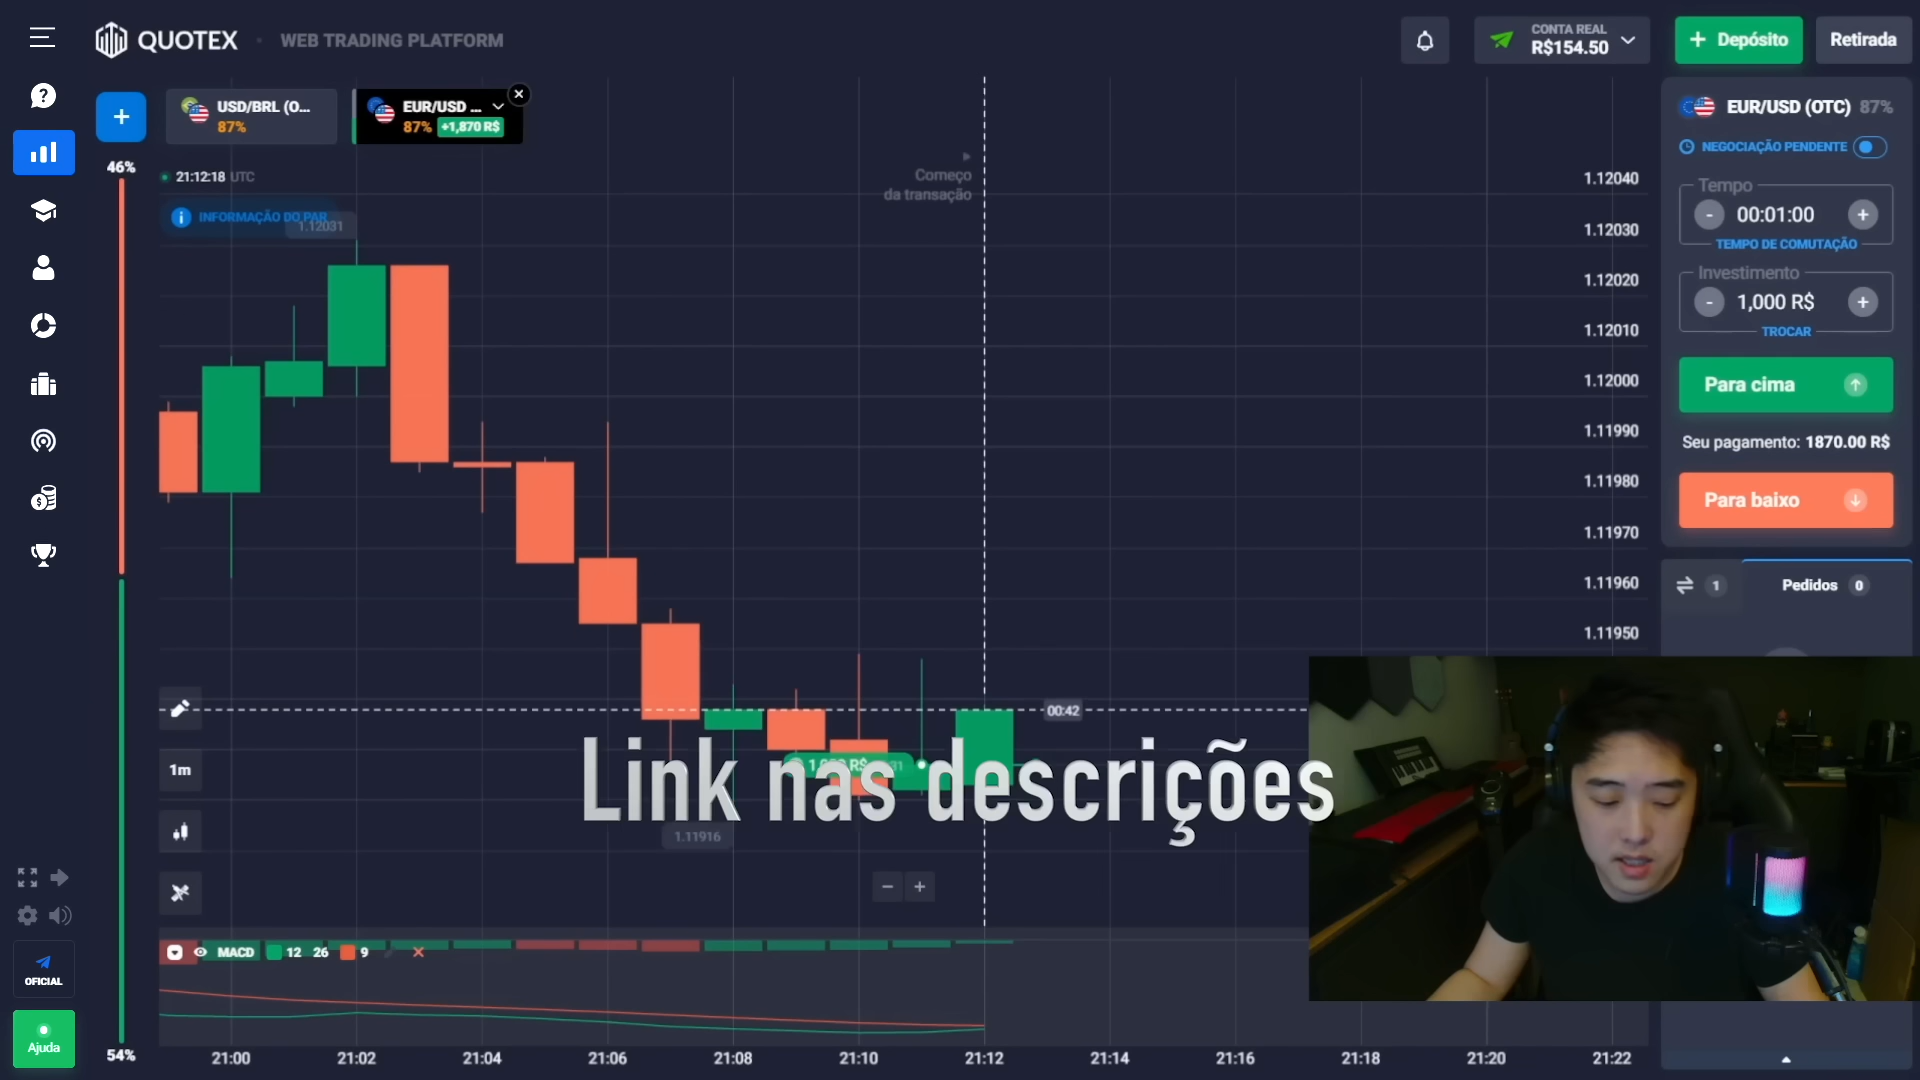 QUOTEX
WEB TRADING PLATFORM
CONTA REAL
R$154.50
+ Depósito
Retirada
USD/BRL (O...
87%
EUR/USD ...
87% +1,870 R$
46%
21:12:18 UTC
INFORMAÇÃO DO PAR
1.12031
Começo
da transação
1.12040
1.12030
1.12020
1.12010
1.12000
1.11990
1.11980
1.11970
1.11960
1.11950
EUR/USD (OTC) 87%
NEGOCIAÇÃO PENDENTE
Tempo
- 00:01:00 +
TEMPO DE COMUTAÇÃO
Investimento
- 1,000 R$ +
TROCAR
Para cima
Seu pagamento: 1870.00 R$
Para baixo
1
Pedidos 0
00:42
1m
Link nas descrições
1.11916
MACD 12 26 9
OFICIAL
Ajuda
54%
21:00 21:02 21:04 21:06 21:08 21:10 21:12 21:14 21:16 21:18 21:20 21:22